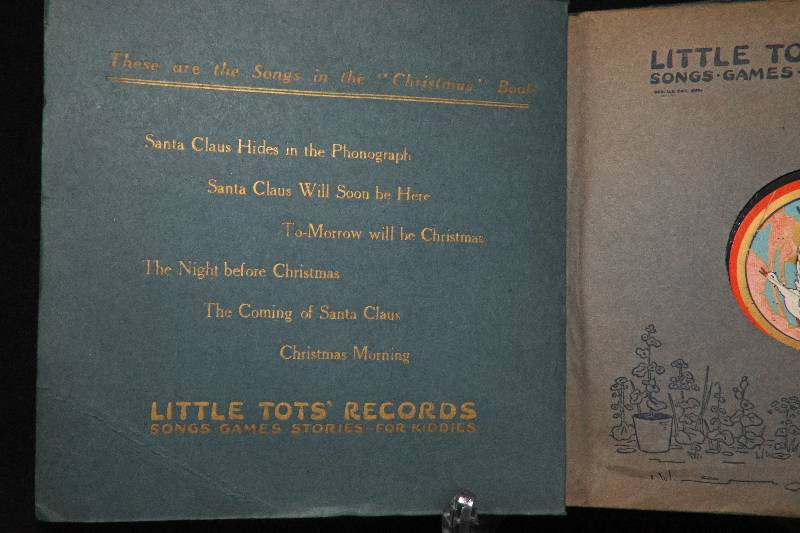 These are the Songs in the "Christmas" Book
Santa Claus Hides in the Phonograph
Santa Claus Will Soon be Here
To-Morrow will be Christmas
The Night before Christmas
The Coming of Santa Claus
Christmas Morning
LITTLE TOTS' RECORDS
SONGS GAMES STORIES-FOR KIDDIES
LITTLE TO
SONGS·GAMES